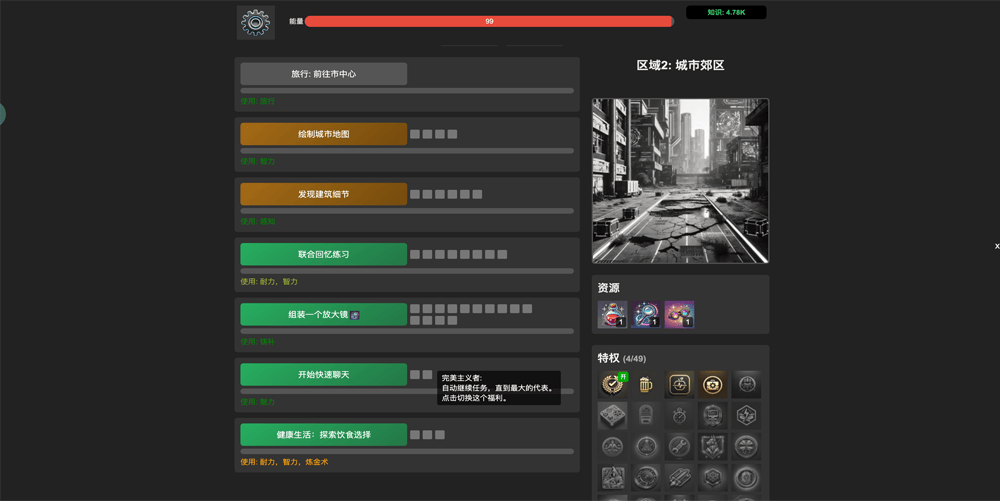 能量
99
知识: 4.78K
旅行: 前往市中心
使用: 旅行
绘制城市地图
使用: 智力
发现建筑细节
使用: 感知
联合回忆练习
使用: 耐力，智力
组装一个放大镜
使用: 修补
开始快速聊天
使用: 魅力
完美主义者:
自动继续任务，直到最大的代表。
点击切换这个福利。
健康生活：探索饮食选择
使用: 耐力，智力，炼金术
区域2: 城市郊区
资源
1
1
1
特权 (4/49)
开
x